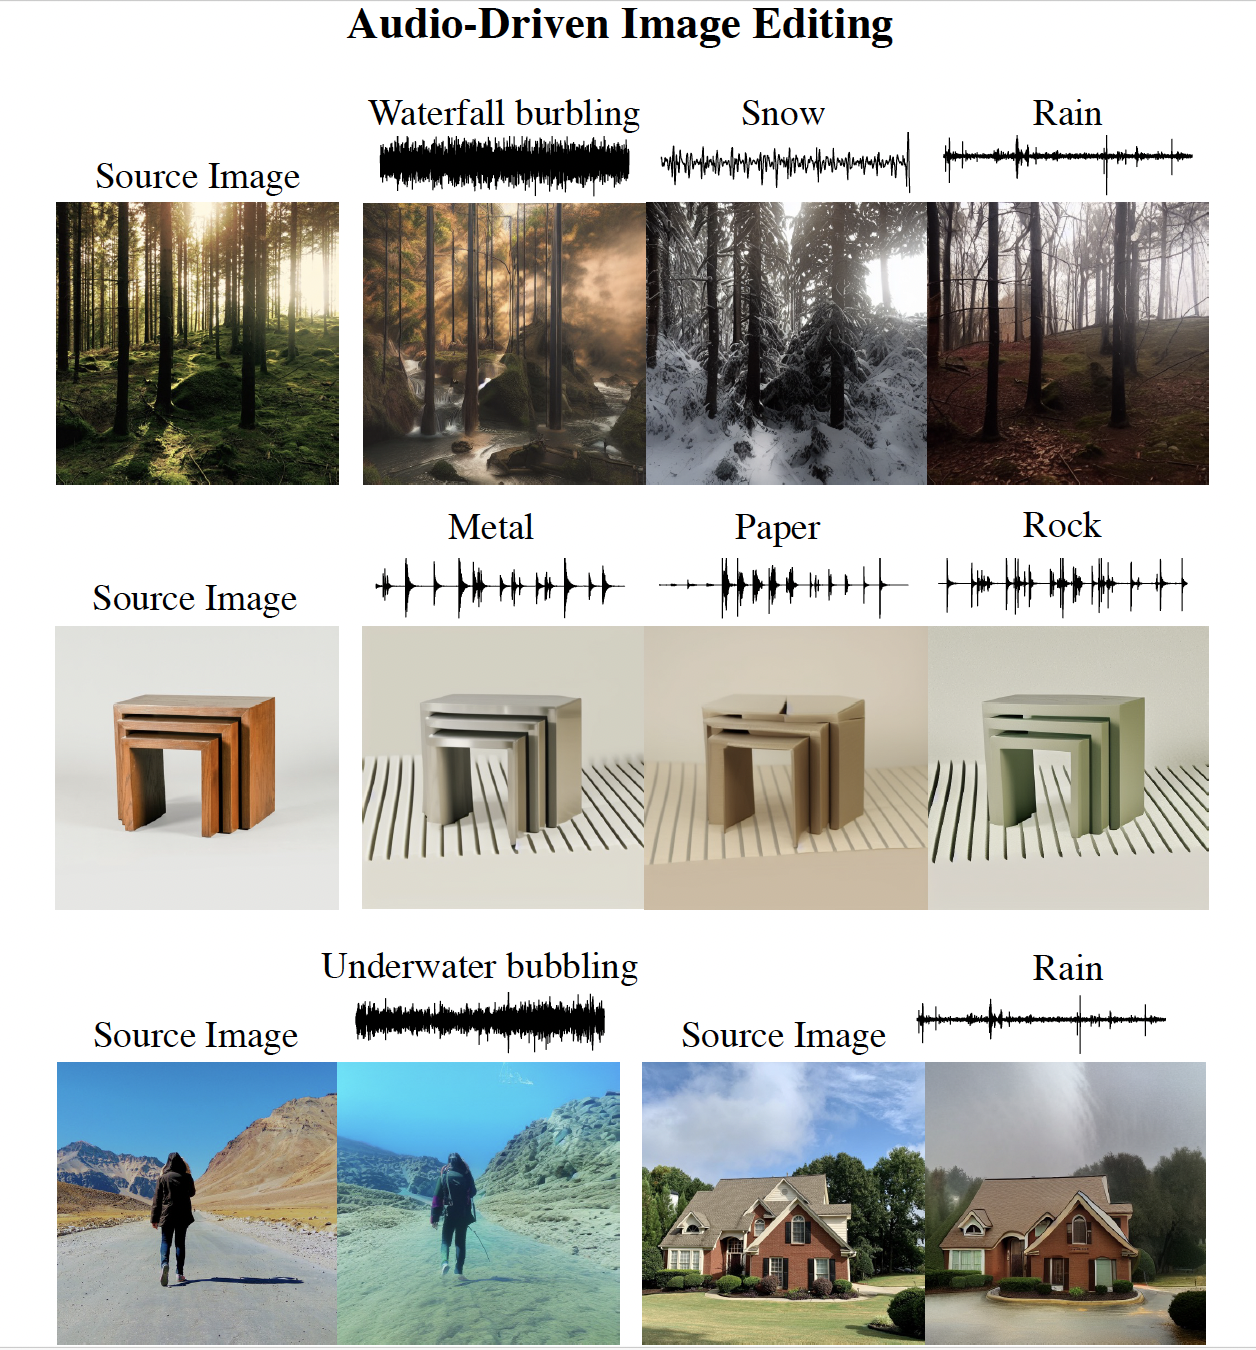 Audio-Driven Image Editing
Waterfall burbling
Snow
Rain
Source Image
Metal
Paper
Rock
Source Image
Underwater bubbling
Rain
Source Image
Source Image